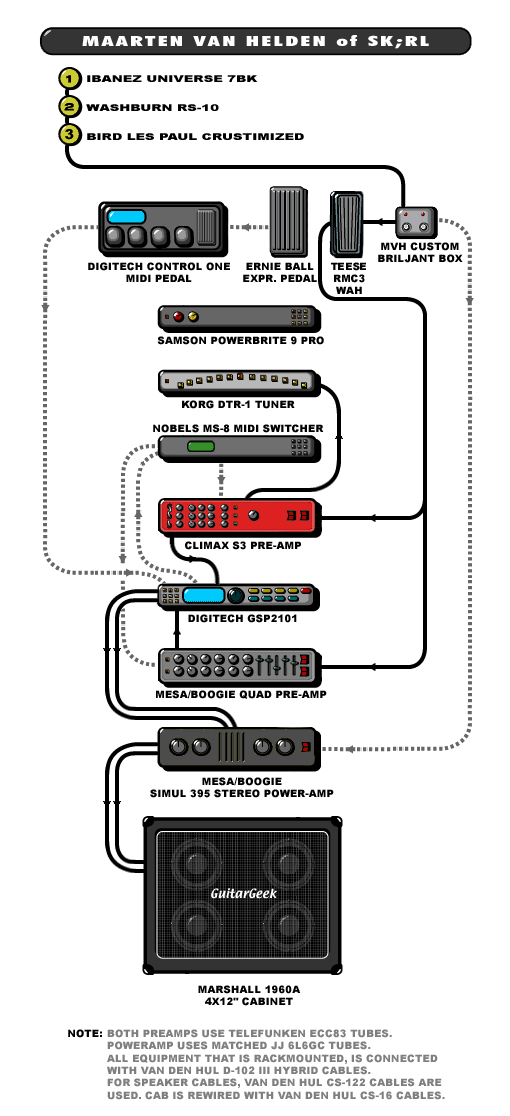 MAARTEN VAN HELDEN of SK;RL
1 IBANEZ UNIVERSE 7BK
2 WASHBURN RS-10
3 BIRD LES PAUL CRUSTIMIZED
MVH CUSTOM
BRILJANT BOX
DIGITECH CONTROL ONE
MIDI PEDAL
ERNIE BALL
EXPR. PEDAL
TEESE
RMC3
WAH
SAMSON POWERBRITE 9 PRO
KORG DTR-1 TUNER
NOBELS MS-8 MIDI SWITCHER
CLIMAX S3 PRE-AMP
DIGITECH GSP2101
MESA/BOOGIE QUAD PRE-AMP
MESA/BOOGIE
SIMUL 395 STEREO POWER-AMP
GuitarGeek
MARSHALL 1960A
4X12" CABINET
NOTE: BOTH PREAMPS USE TELEFUNKEN ECC83 TUBES.
POWERAMP USES MATCHED JJ 6L6GC TUBES.
ALL EQUIPMENT THAT IS RACKMOUNTED, IS CONNECTED
WITH VAN DEN HUL D-102 III HYBRID CABLES.
FOR SPEAKER CABLES, VAN DEN HUL CS-122 CABLES ARE
USED. CAB IS REWIRED WITH VAN DEN HUL CS-16 CABLES.